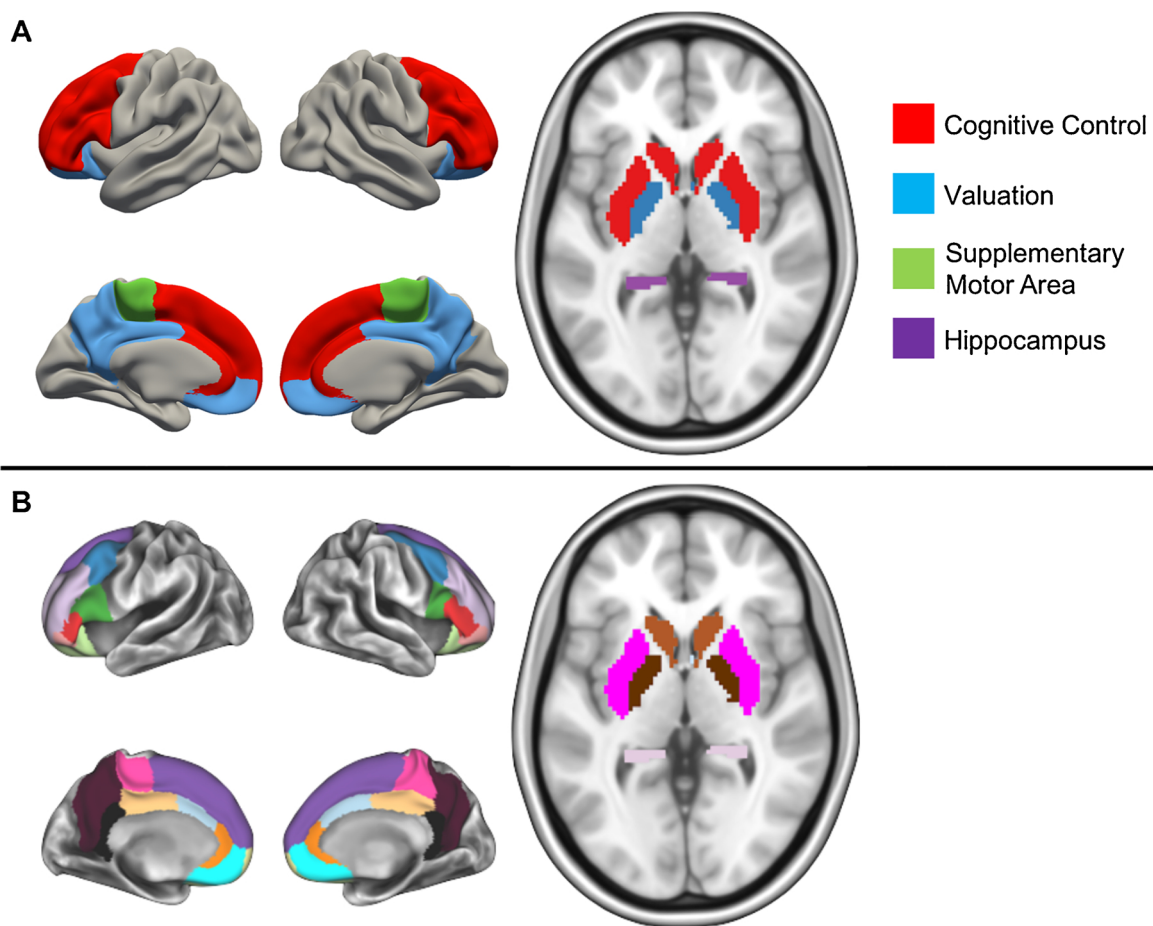 A
Cognitive Control
Valuation
Supplementary
Motor Area
Hippocampus
B